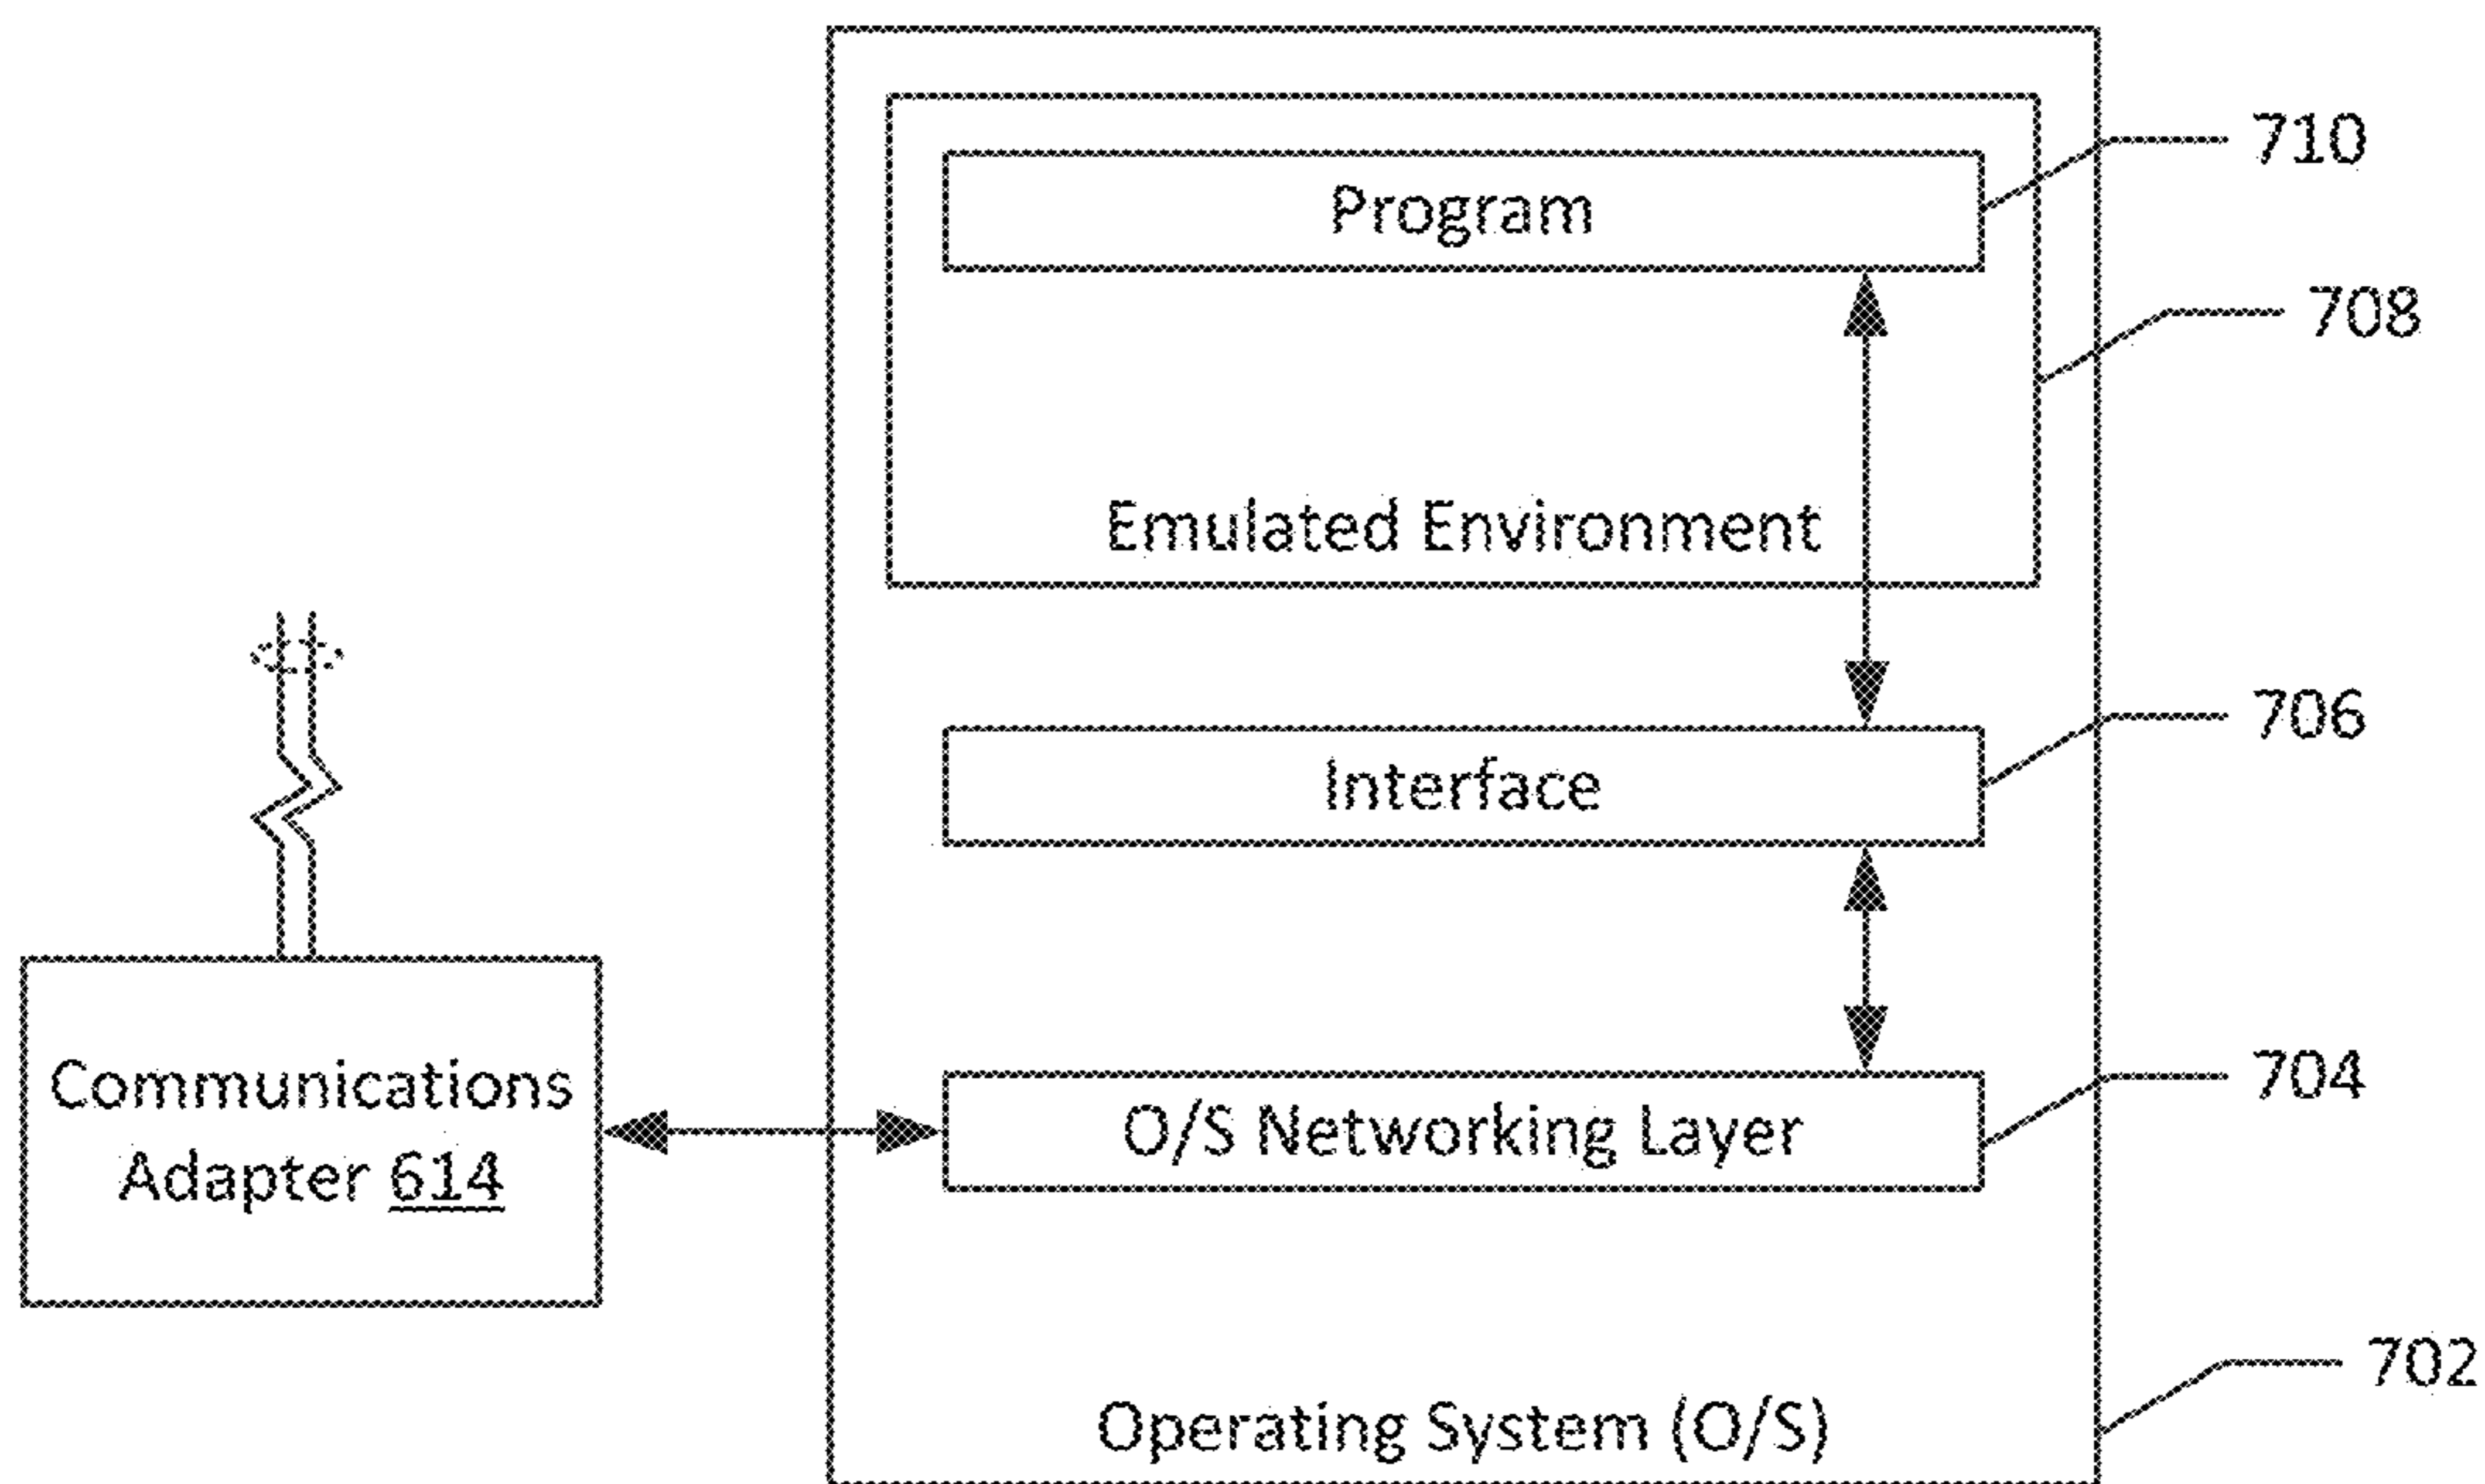 710
Program
708
Emulated Environment
706
Interface
704
Communications
Adapter 614
O/S Networking Layer
702
Operating System (O/S)